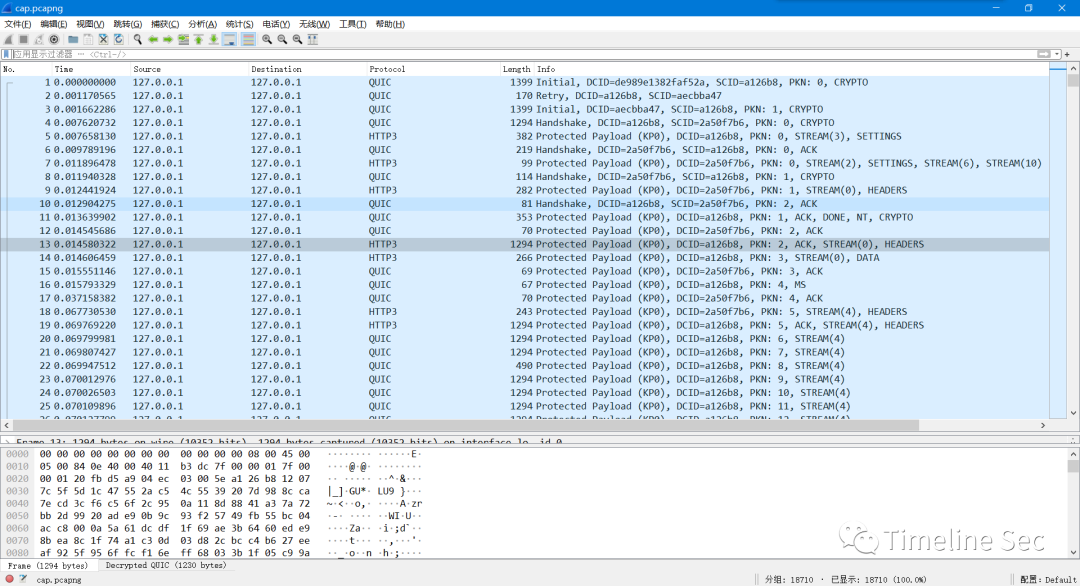 cap.pcapng
文件(F) 编辑(E) 视图(V) 跳转(G) 捕获(C) 分析(A) 统计(S) 电话(Y) 无线(W) 工具(T) 帮助(H)
应用显示过滤器 … <Ctrl-/>
No. Time Source Destination Protocol Length Info
1 0.000000000 127.0.0.1 127.0.0.1 QUIC 1399 Initial, DCID=de989e1382faf52a, SCID=a126b8, PKN: 0, CRYPTO
2 0.001170565 127.0.0.1 127.0.0.1 QUIC 170 Retry, DCID=a126b8, SCID=aecbba47
3 0.001662286 127.0.0.1 127.0.0.1 QUIC 1399 Initial, DCID=aecbba47, SCID=a126b8, PKN: 1, CRYPTO
4 0.007620732 127.0.0.1 127.0.0.1 QUIC 1294 Handshake, DCID=a126b8, SCID=2a50f7b6, PKN: 0, CRYPTO
5 0.007658130 127.0.0.1 127.0.0.1 HTTP3 382 Protected Payload (KP0), DCID=a126b8, PKN: 0, STREAM(3), SETTINGS
6 0.009789196 127.0.0.1 127.0.0.1 QUIC 219 Handshake, DCID=2a50f7b6, SCID=a126b8, PKN: 0, ACK
7 0.011896478 127.0.0.1 127.0.0.1 HTTP3 99 Protected Payload (KP0), DCID=2a50f7b6, PKN: 0, STREAM(2), SETTINGS, STREAM(6), STREAM(10)
8 0.011940328 127.0.0.1 127.0.0.1 QUIC 114 Handshake, DCID=2a50f7b6, SCID=a126b8, PKN: 1, CRYPTO
9 0.012441924 127.0.0.1 127.0.0.1 HTTP3 282 Protected Payload (KP0), DCID=2a50f7b6, PKN: 1, STREAM(0), HEADERS
10 0.012904275 127.0.0.1 127.0.0.1 QUIC 81 Handshake, DCID=a126b8, SCID=2a50f7b6, PKN: 2, ACK
11 0.013639902 127.0.0.1 127.0.0.1 QUIC 353 Protected Payload (KP0), DCID=a126b8, PKN: 1, ACK, DONE, NT, CRYPTO
12 0.014545686 127.0.0.1 127.0.0.1 QUIC 70 Protected Payload (KP0), DCID=2a50f7b6, PKN: 2, ACK
13 0.014580322 127.0.0.1 127.0.0.1 HTTP3 1294 Protected Payload (KP0), DCID=a126b8, PKN: 2, ACK, STREAM(0), HEADERS
14 0.014606459 127.0.0.1 127.0.0.1 HTTP3 266 Protected Payload (KP0), DCID=a126b8, PKN: 3, STREAM(0), DATA
15 0.015551146 127.0.0.1 127.0.0.1 QUIC 69 Protected Payload (KP0), DCID=2a50f7b6, PKN: 3, ACK
16 0.015793329 127.0.0.1 127.0.0.1 QUIC 67 Protected Payload (KP0), DCID=a126b8, PKN: 4, MS
17 0.037158382 127.0.0.1 127.0.0.1 QUIC 70 Protected Payload (KP0), DCID=2a50f7b6, PKN: 4, ACK
18 0.067730530 127.0.0.1 127.0.0.1 HTTP3 243 Protected Payload (KP0), DCID=2a50f7b6, PKN: 5, STREAM(4), HEADERS
19 0.069769220 127.0.0.1 127.0.0.1 HTTP3 1294 Protected Payload (KP0), DCID=a126b8, PKN: 5, ACK, STREAM(4), HEADERS
20 0.069799981 127.0.0.1 127.0.0.1 QUIC 1294 Protected Payload (KP0), DCID=a126b8, PKN: 6, STREAM(4)
21 0.069807427 127.0.0.1 127.0.0.1 QUIC 1294 Protected Payload (KP0), DCID=a126b8, PKN: 7, STREAM(4)
22 0.069947512 127.0.0.1 127.0.0.1 QUIC 490 Protected Payload (KP0), DCID=a126b8, PKN: 8, STREAM(4)
23 0.070012976 127.0.0.1 127.0.0.1 QUIC 1294 Protected Payload (KP0), DCID=a126b8, PKN: 9, STREAM(4)
24 0.070026503 127.0.0.1 127.0.0.1 QUIC 1294 Protected Payload (KP0), DCID=a126b8, PKN: 10, STREAM(4)
25 0.070109896 127.0.0.1 127.0.0.1 QUIC 1294 Protected Payload (KP0), DCID=a126b8, PKN: 11, STREAM(4)
Frame 13: 1294 bytes on wire (10352 bits), 1294 bytes captured (10352 bits) on interface lo, id 0
0000 00 00 00 00 00 00 00 00 00 00 00 00 08 00 45 00 ········ ······E·
0010 05 00 84 0e 40 00 40 11 b3 dc 7f 00 00 01 7f 00 ····@·@· ········
0020 00 01 20 fb d5 a9 04 ec 03 00 5e a1 26 b8 12 07 ·· ····· ··^·&···
0030 7c 5f 5d 1c 47 55 2a c5 4c 55 39 20 7d 98 8c ca |_]·GU*· LU9 }···
0040 7e cd 3c f6 c5 6f 2c 95 0a 11 8d 88 41 a3 7a 72 ~·<··o,· ····A·zr
0050 bb 2d 99 20 ad e9 0b 9c 93 f2 57 49 fb 55 bc 04 ·-· ···· ··WI·U··
0060 ac c8 00 0a 5a 61 dc df 1f 69 ae 3b 64 60 ed e9 ····Za·· ·i·;d`··
0070 8b ea 8c 1f 74 a1 c3 0d 03 d8 2c bc c4 b6 27 ee ····t··· ··,···'·
0080 af 92 5f 95 6f fc f1 6e ff 68 03 3b 1f 05 c9 9a ··_·o··n ·h·;····
Frame (1294 bytes) Decrypted QUIC (1230 bytes)
cap.pcapng 分组: 18710 · 已显示: 18710 (100.0%) 配置: Default
Timeline Sec